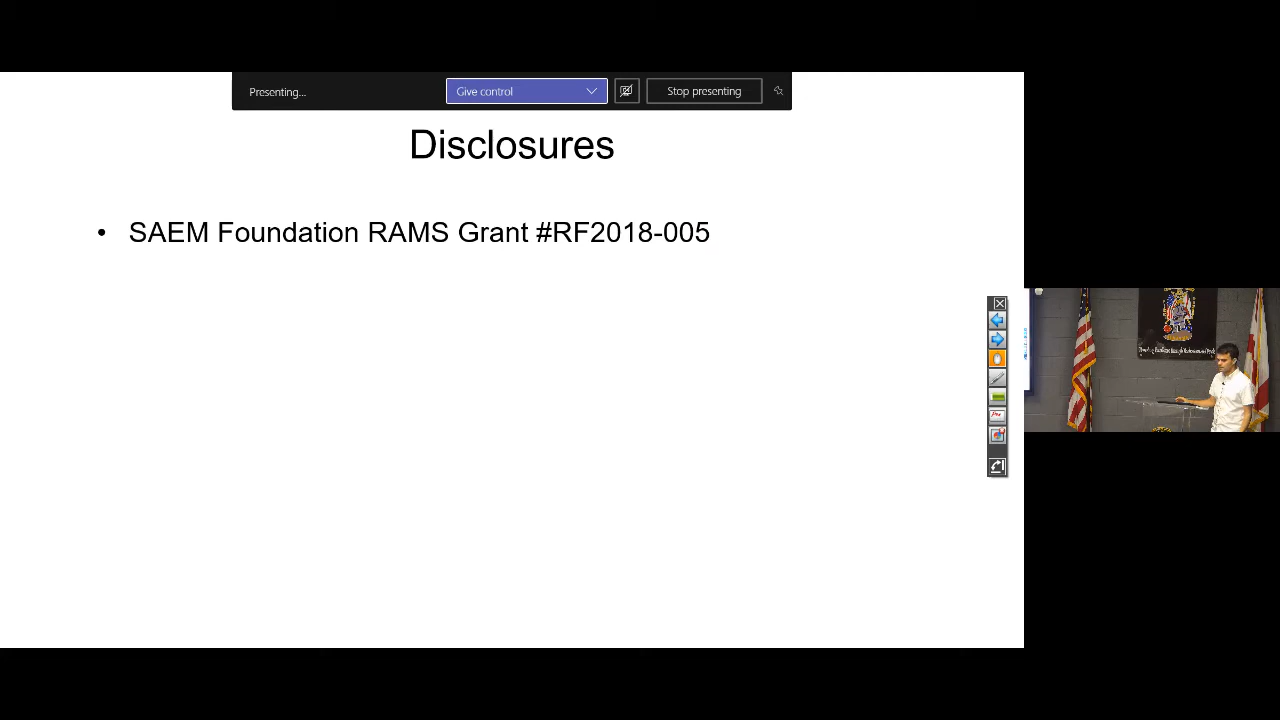 Presenting...
Give control
Stop presenting
Disclosures
• SAEM Foundation RAMS Grant #RF2018-005